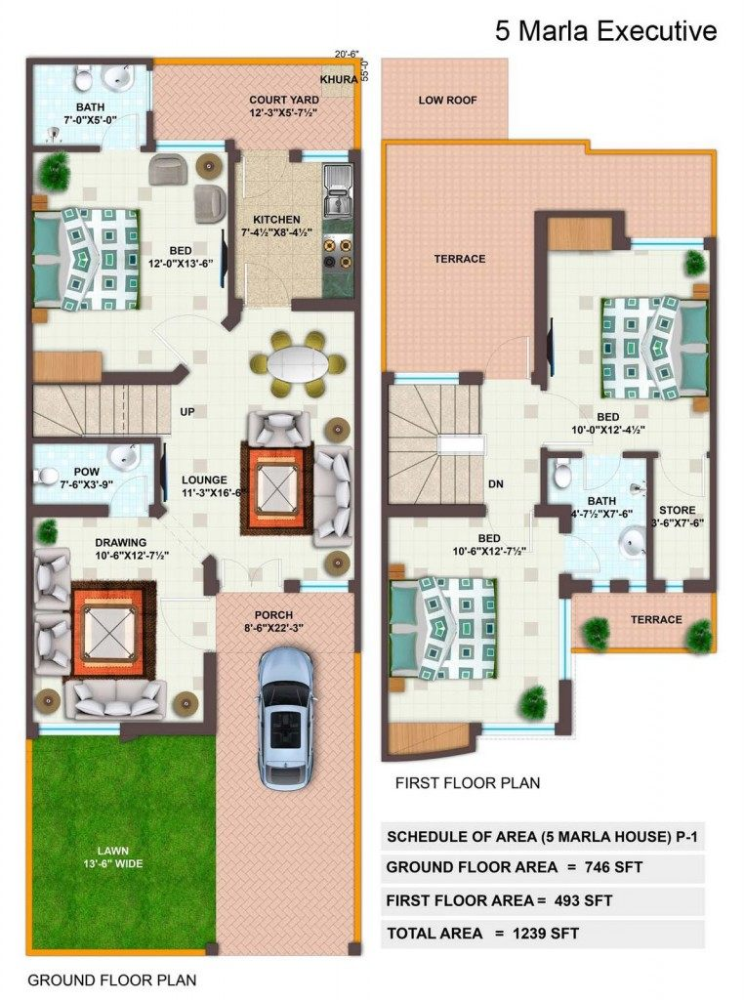 5 Marla Executive
20'-6"
55'-0"
KHURA
BATH
7'-0"X5'-0"
COURT YARD
12'-3"X5'-7½"
KITCHEN
7'-4½"X8'-4½"
BED
12'-0"X13'-6"
UP
POW
7'-6"X3'-9"
LOUNGE
11'-3"X16'-6"
DRAWING
10'-6"X12'-7½"
PORCH
8'-6"X22'-3"
LAWN
13'-6" WIDE
GROUND FLOOR PLAN
LOW ROOF
TERRACE
BED
10'-0"X12'-4½"
DN
BATH
4'-7½"X7'-6"
STORE
3'-6"X7'-6"
BED
10'-6"X12'-7½"
TERRACE
FIRST FLOOR PLAN
SCHEDULE OF AREA (5 MARLA HOUSE) P-1
GROUND FLOOR AREA = 746 SFT
FIRST FLOOR AREA = 493 SFT
TOTAL AREA = 1239 SFT